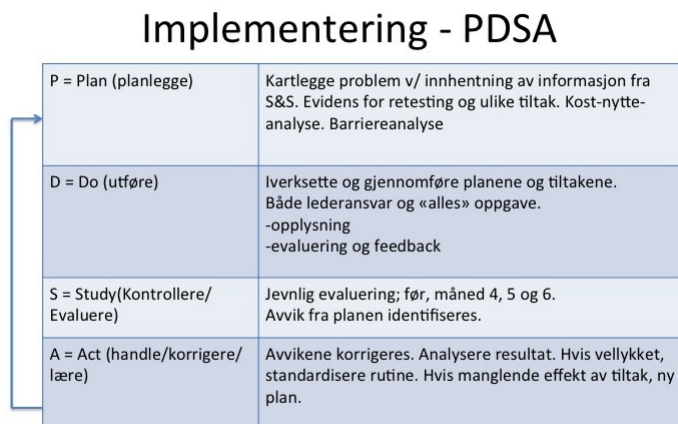 Implementering - PDSA
P = Plan (planlegge)
Kartlegge problem v/ innhentning av informasjon fra
S&S. Evidens for retesting og ulike tiltak. Kost-nytte-
analyse. Barriereanalyse
D = Do (utføre)
Iverksette og gjennomføre planene og tiltakene.
Både lederansvar og «alles» oppgave.
-opplysning
-evaluering og feedback
S = Study(Kontrollere/
Evaluere)
Jevnlig evaluering; før, måned 4, 5 og 6.
Avvik fra planen identifiseres.
A = Act (handle/korrigere/
lære)
Avvikene korrigeres. Analysere resultat. Hvis vellykket,
standardisere rutine. Hvis manglende effekt av tiltak, ny
plan.